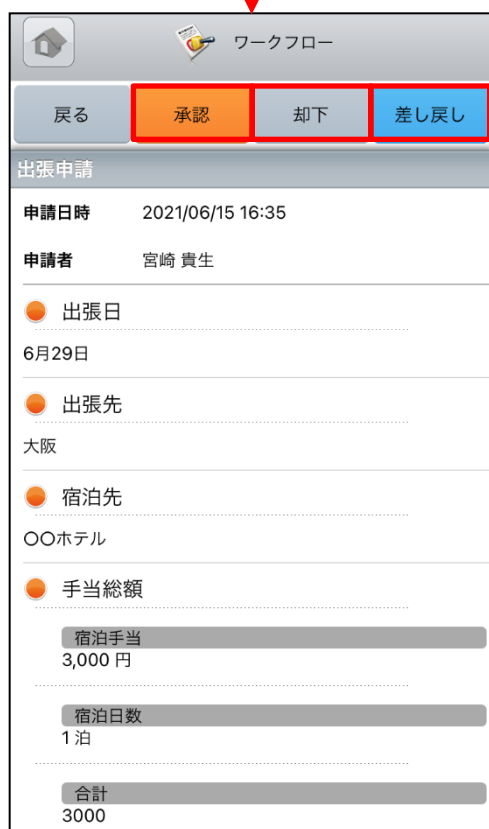 ワークフロー
戻る 承認 却下 差し戻し
出張申請
申請日時 2021/06/15 16:35
申請者 宮崎 貴生
出張日
6月29日
出張先
大阪
宿泊先
〇〇ホテル
手当総額
宿泊手当
3,000 円
宿泊日数
1 泊
合計
3000